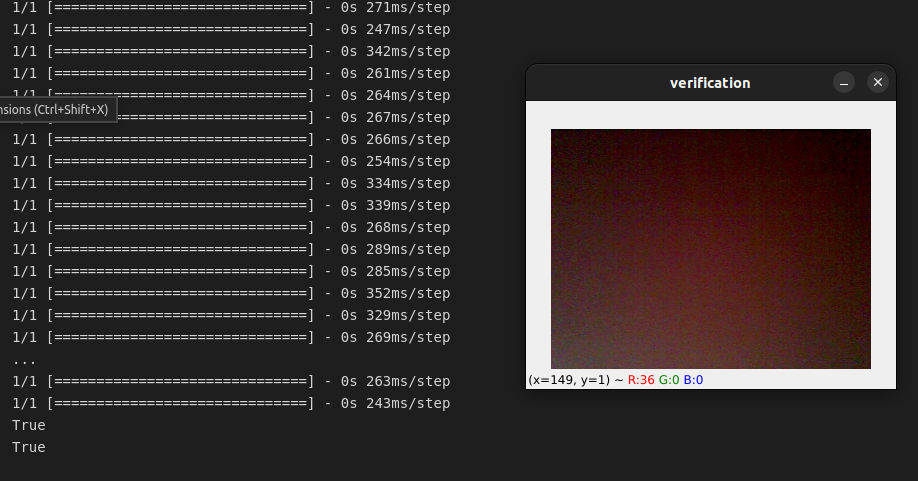 1/1 [==============================] - 0s 271ms/step
1/1 [==============================] - 0s 247ms/step
1/1 [==============================] - 0s 342ms/step
1/1 [==============================] - 0s 261ms/step
1/1 [==============================] - 0s 264ms/step
nsions (Ctrl+Shift+X)
1/1 [==============================] - 0s 267ms/step
1/1 [==============================] - 0s 266ms/step
1/1 [==============================] - 0s 254ms/step
1/1 [==============================] - 0s 334ms/step
1/1 [==============================] - 0s 339ms/step
1/1 [==============================] - 0s 268ms/step
1/1 [==============================] - 0s 289ms/step
1/1 [==============================] - 0s 285ms/step
1/1 [==============================] - 0s 352ms/step
1/1 [==============================] - 0s 329ms/step
1/1 [==============================] - 0s 269ms/step
...
1/1 [==============================] - 0s 263ms/step
1/1 [==============================] - 0s 243ms/step
True
True
verification
(x=149, y=1) ~ R:36 G:0 B:0